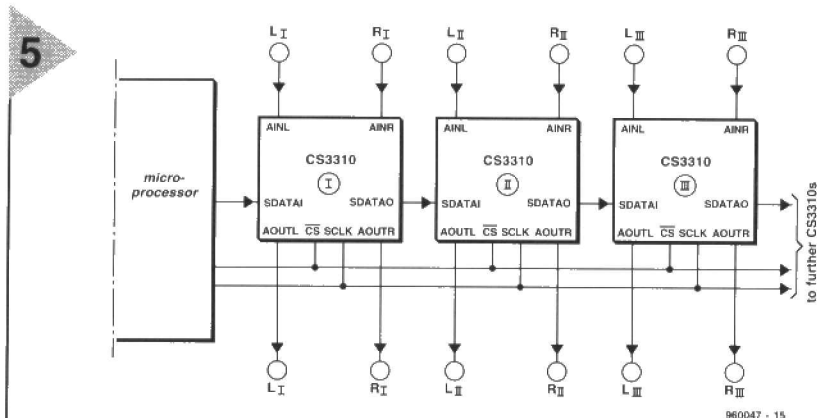 5
L I R I L II R II L III R III
AINL AINR AINL AINR AINL AINR
micro-
processor
CS3310 CS3310 CS3310
I II III
SDATAI SDATAO SDATAI SDATAO SDATAI SDATAO
AOUTL CS SCLK AOUTR AOUTL CS SCLK AOUTR AOUTL CS SCLK AOUTR
to further CS3310s
L I R I L II R II L III R III
960047 - 15